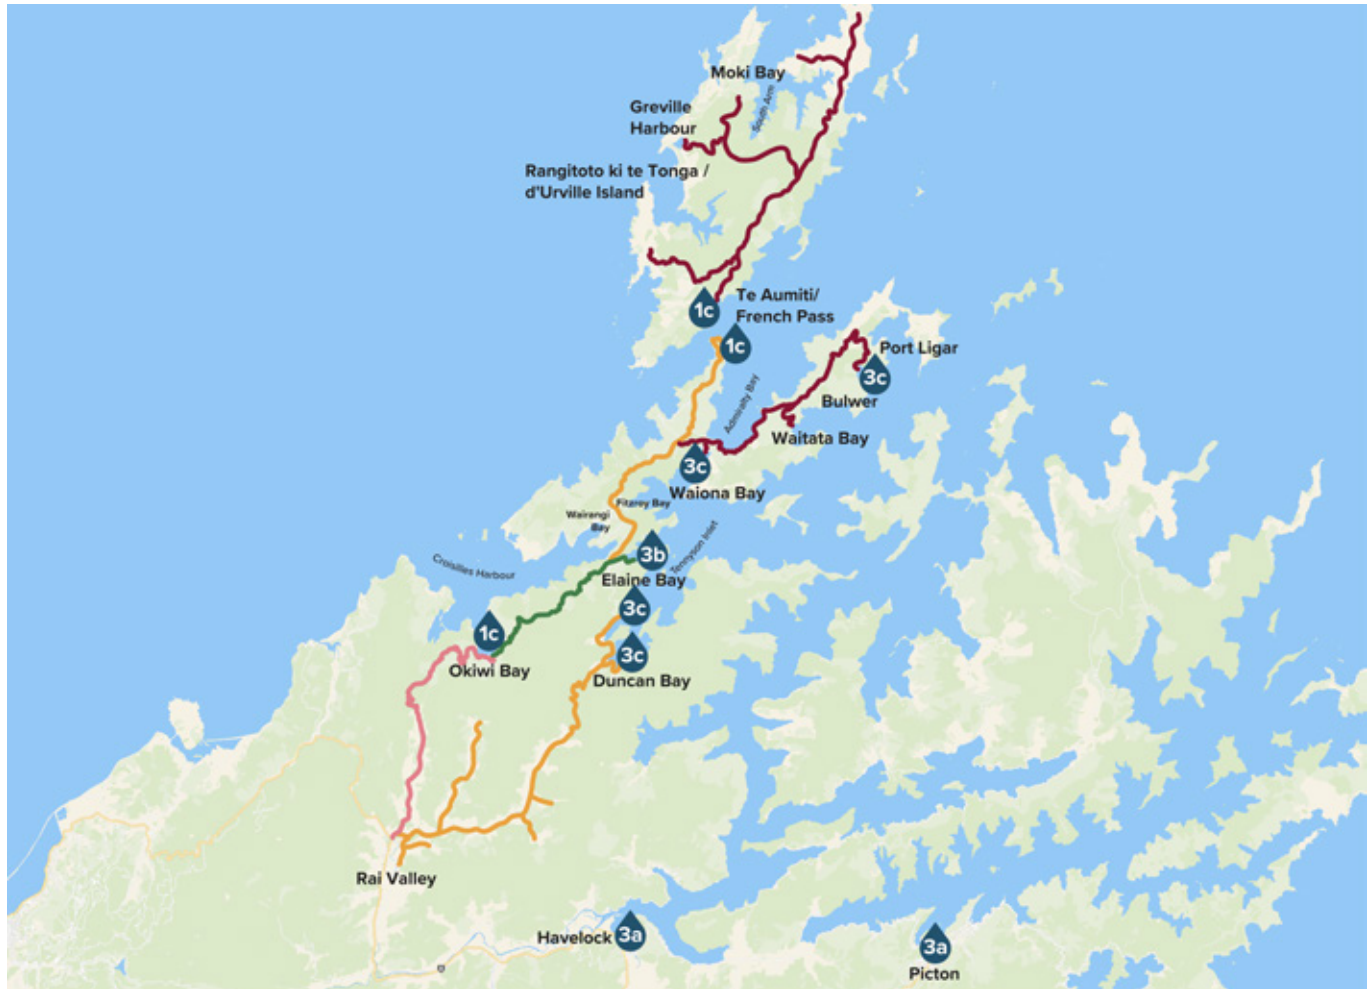 Moki Bay
South Arm
Greville
Harbour
Rangitoto ki te Tonga /
d'Urville Island
1c
Te Aumiti/
French Pass
1c
Port Ligar
3c
Bulwer
Admiralty Bay
Waitata Bay
3c
Waiona Bay
Fitzroy Bay
Wairangi
Bay
Tennyson Inlet
3b
Elaine Bay
Croisilles Harbour
3c
1c
3c
Okiwi Bay
Duncan Bay
Rai Valley
Havelock
3a
3a
Picton